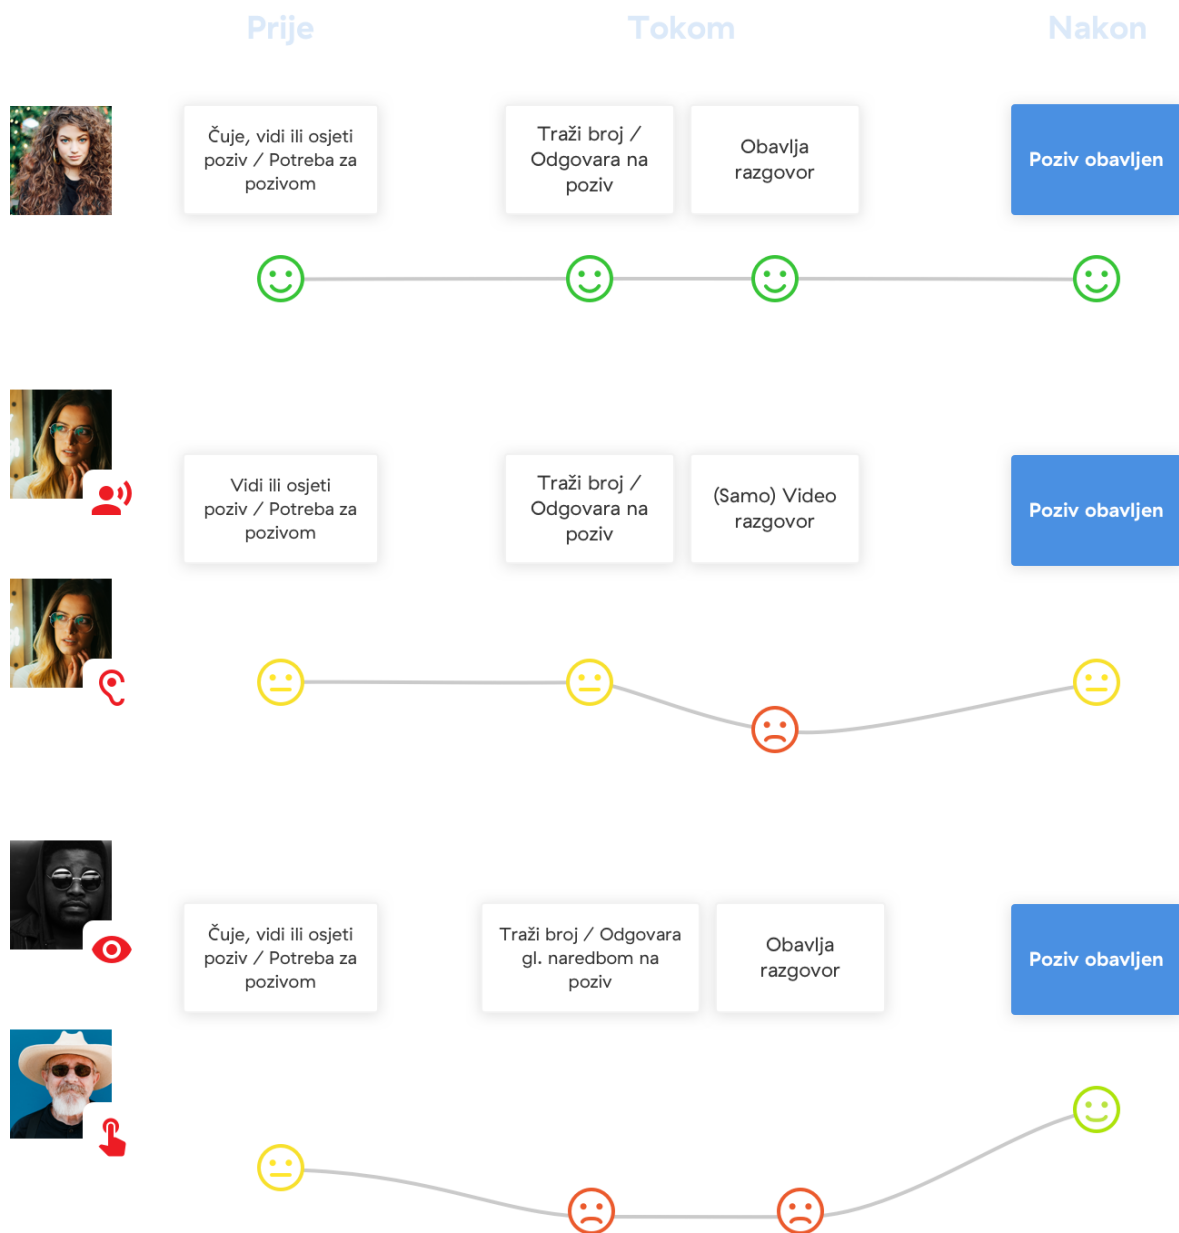 Prije
Tokom
Nakon
Čuje, vidi ili osjeti
poziv / Potreba za
pozivom
Traži broj /
Odgovara na
poziv
Obavlja
razgovor
Poziv obavljen
Vidi ili osjeti
poziv / Potreba za
pozivom
Traži broj /
Odgovara na
poziv
(Samo) Video
razgovor
Poziv obavljen
Čuje, vidi ili osjeti
poziv / Potreba za
pozivom
Traži broj / Odgovara
gl. naredbom na
poziv
Obavlja
razgovor
Poziv obavljen